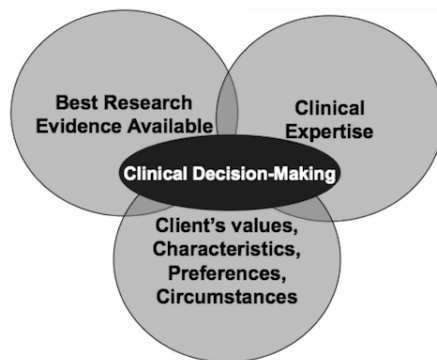 Best Research
Evidence Available
Clinical
Expertise
Clinical Decision-Making
Client's values,
Characteristics,
Preferences,
Circumstances